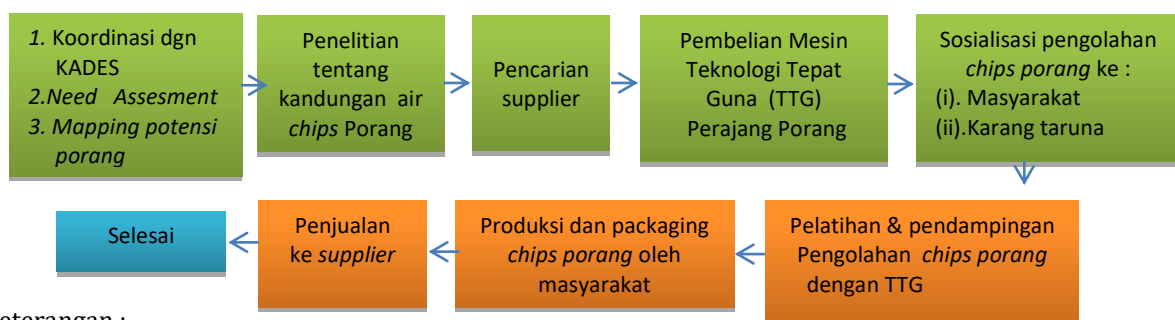 1. Koordinasi dgn
KADES
2.Need Assesment
3. Mapping potensi
porang
Penelitian
tentang
kandungan air
chips Porang
Pencarian
supplier
Pembelian Mesin
Teknologi Tepat
Guna (TTG)
Perajang Porang
Sosialisasi pengolahan
chips porang ke :
(i). Masyarakat
(ii).Karang taruna
Pelatihan & pendampingan
Pengolahan chips porang
dengan TTG
Produksi dan packaging
chips porang oleh
masyarakat
Penjualan
ke supplier
Selesai